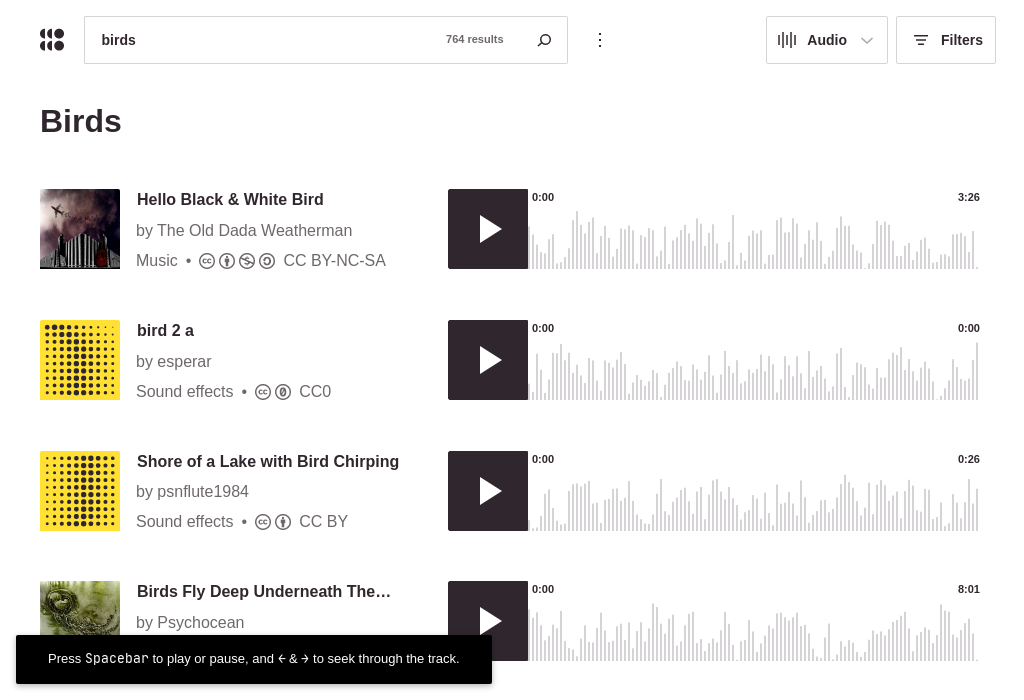 birds
764 results
Audio
Filters
Birds
Hello Black & White Bird
by The Old Dada Weatherman
Music • CC BY-NC-SA
0:00
3:26
bird 2 a
by esperar
Sound effects • CC0
0:00
0:00
Shore of a Lake with Bird Chirping
by psnflute1984
Sound effects • CC BY
0:00
0:26
Birds Fly Deep Underneath The…
by Psychocean
0:00
8:01
Press Spacebar to play or pause, and ← & → to seek through the track.